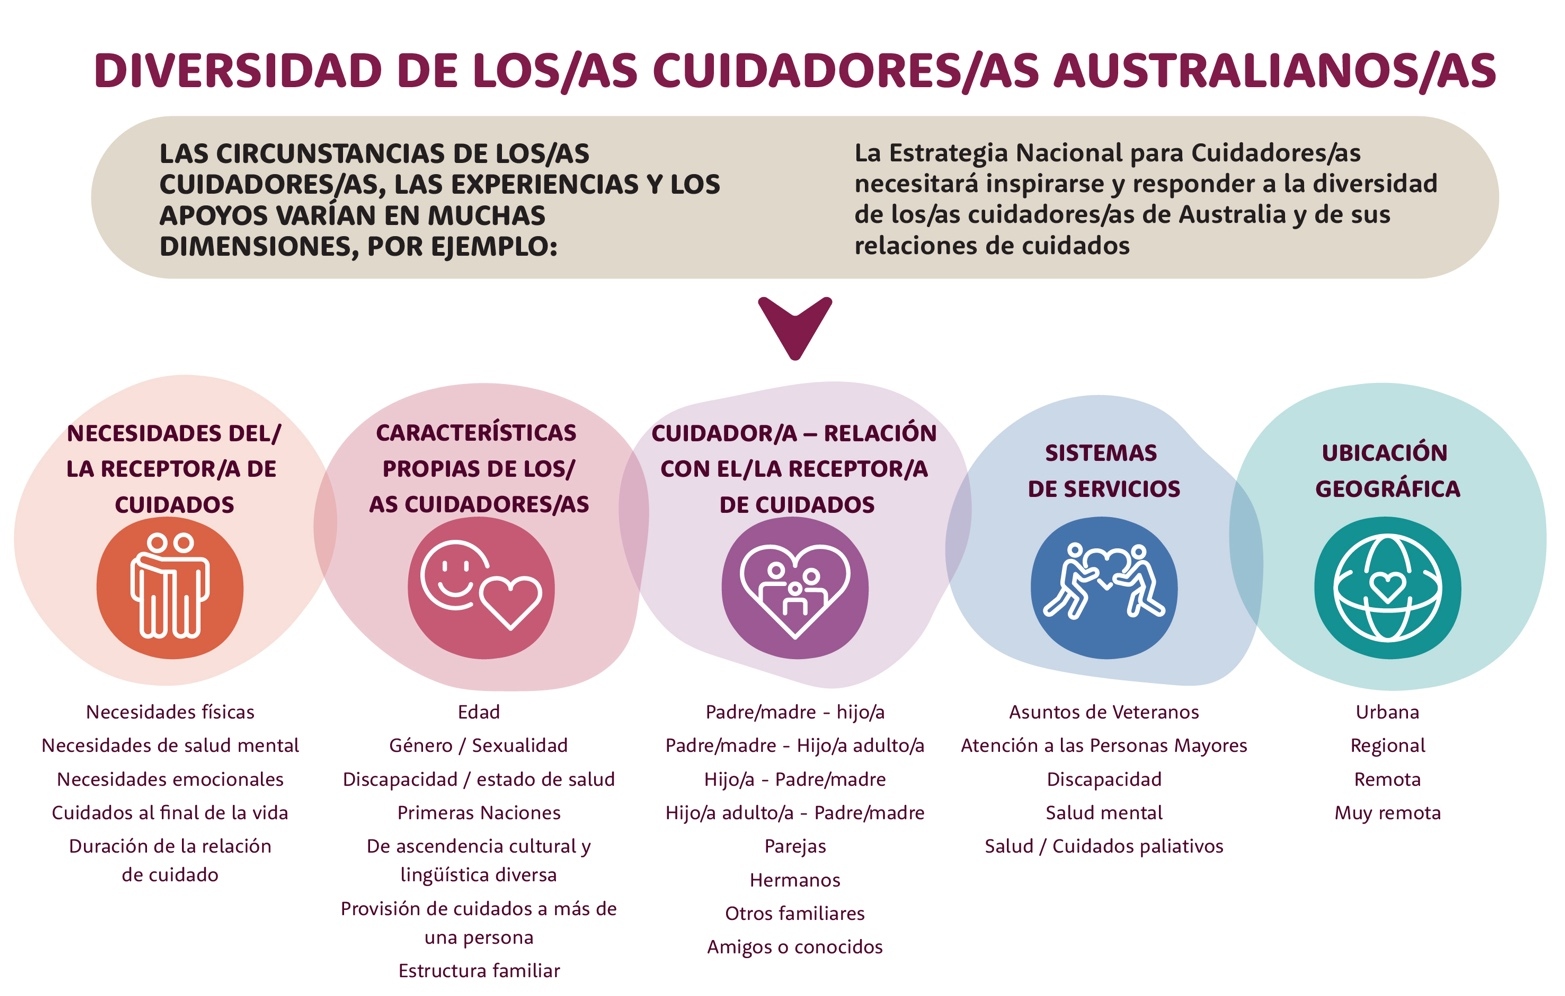 DIVERSIDAD DE LOS/AS CUIDADORES/AS AUSTRALIANOS/AS
LAS CIRCUNSTANCIAS DE LOS/AS
CUIDADORES/AS, LAS EXPERIENCIAS Y LOS
APOYOS VARÍAN EN MUCHAS
DIMENSIONES, POR EJEMPLO:
La Estrategia Nacional para Cuidadores/as
necesitará inspirarse y responder a la diversidad
de los/as cuidadores/as de Australia y de sus
relaciones de cuidados
NECESIDADES DEL/
LA RECEPTOR/A DE
CUIDADOS
Necesidades físicas
Necesidades de salud mental
Necesidades emocionales
Cuidados al final de la vida
Duración de la relación
de cuidado
CARACTERÍSTICAS
PROPIAS DE LOS/
AS CUIDADORES/AS
Edad
Género / Sexualidad
Discapacidad / estado de salud
Primeras Naciones
De ascendencia cultural y
lingüística diversa
Provisión de cuidados a más de
una persona
Estructura familiar
CUIDADOR/A – RELACIÓN
CON EL/LA RECEPTOR/A
DE CUIDADOS
Padre/madre - hijo/a
Padre/madre - Hijo/a adulto/a
Hijo/a - Padre/madre
Hijo/a adulto/a - Padre/madre
Parejas
Hermanos
Otros familiares
Amigos o conocidos
SISTEMAS
DE SERVICIOS
Asuntos de Veteranos
Atención a las Personas Mayores
Discapacidad
Salud mental
Salud / Cuidados paliativos
UBICACIÓN
GEOGRÁFICA
Urbana
Regional
Remota
Muy remota